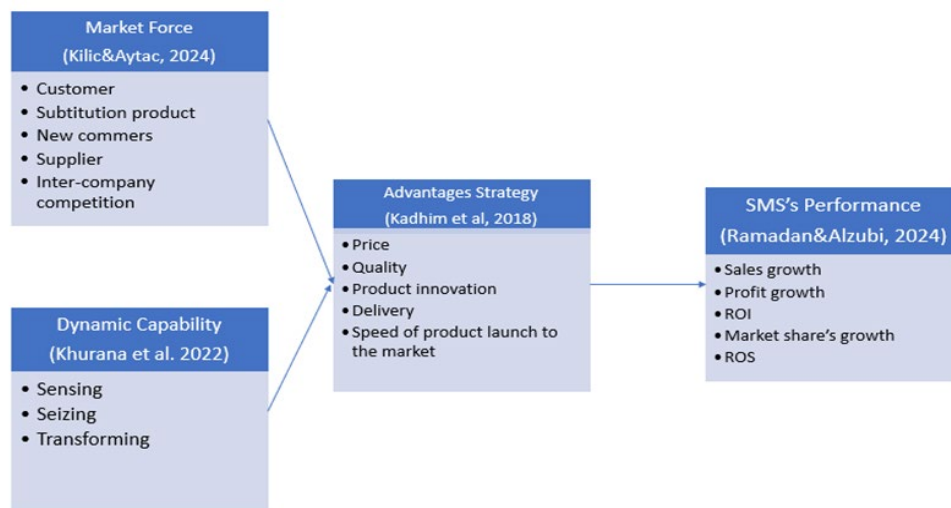 Market Force
(Kilic&Aytac, 2024)
• Customer
• Subtitution product
• New commers
• Supplier
• Inter-company
competition
Dynamic Capability
(Khurana et al. 2022)
• Sensing
• Seizing
• Transforming
Advantages Strategy
(Kadhim et al, 2018)
• Price
• Quality
• Product innovation
• Delivery
• Speed of product launch to
the market
SMS's Performance
(Ramadan&Alzubi, 2024)
• Sales growth
• Profit growth
• ROI
• Market share's growth
• ROS